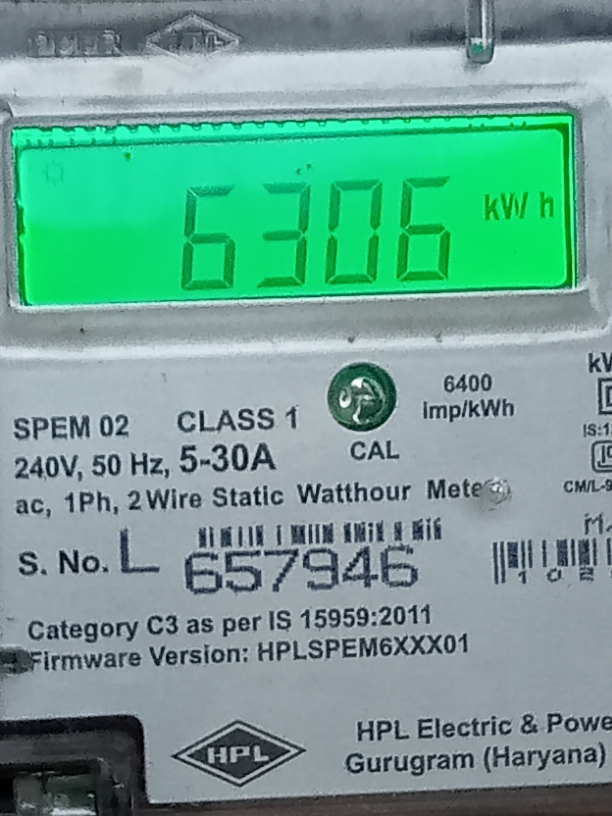 6306 kWh
6400
imp/kWh
SPEM 02 CLASS 1
CAL
240V, 50 Hz, 5-30A
ac, 1Ph, 2 Wire Static Watthour Meter
S. No. L 657946
Category C3 as per IS 15959:2011
Firmware Version: HPLSPEM6XXX01
HPL
HPL Electric &
Gurugram (Haryana)